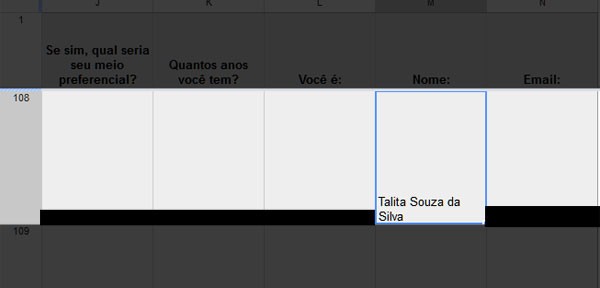 J K L M N
1
Se sim, qual seria
seu meio
preferencial?
Quantos anos
você tem?
Você é:
Nome:
Email:
108
Talita Souza da
Silva
109